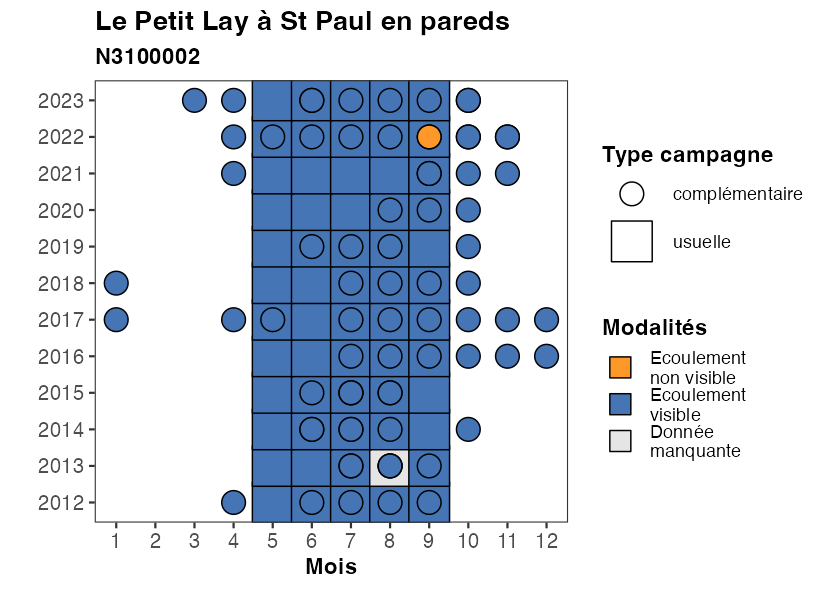 Le Petit Lay à St Paul en pareds
N3100002
2023
2022
2021
2020
2019
2018
2017
2016
2015
2014
2013
2012
1 2 3 4 5 6 7 8 9 10 11 12
Mois
Type campagne
complémentaire
usuelle
Modalités
Ecoulement
non visible
Ecoulement
visible
Donnée
manquante